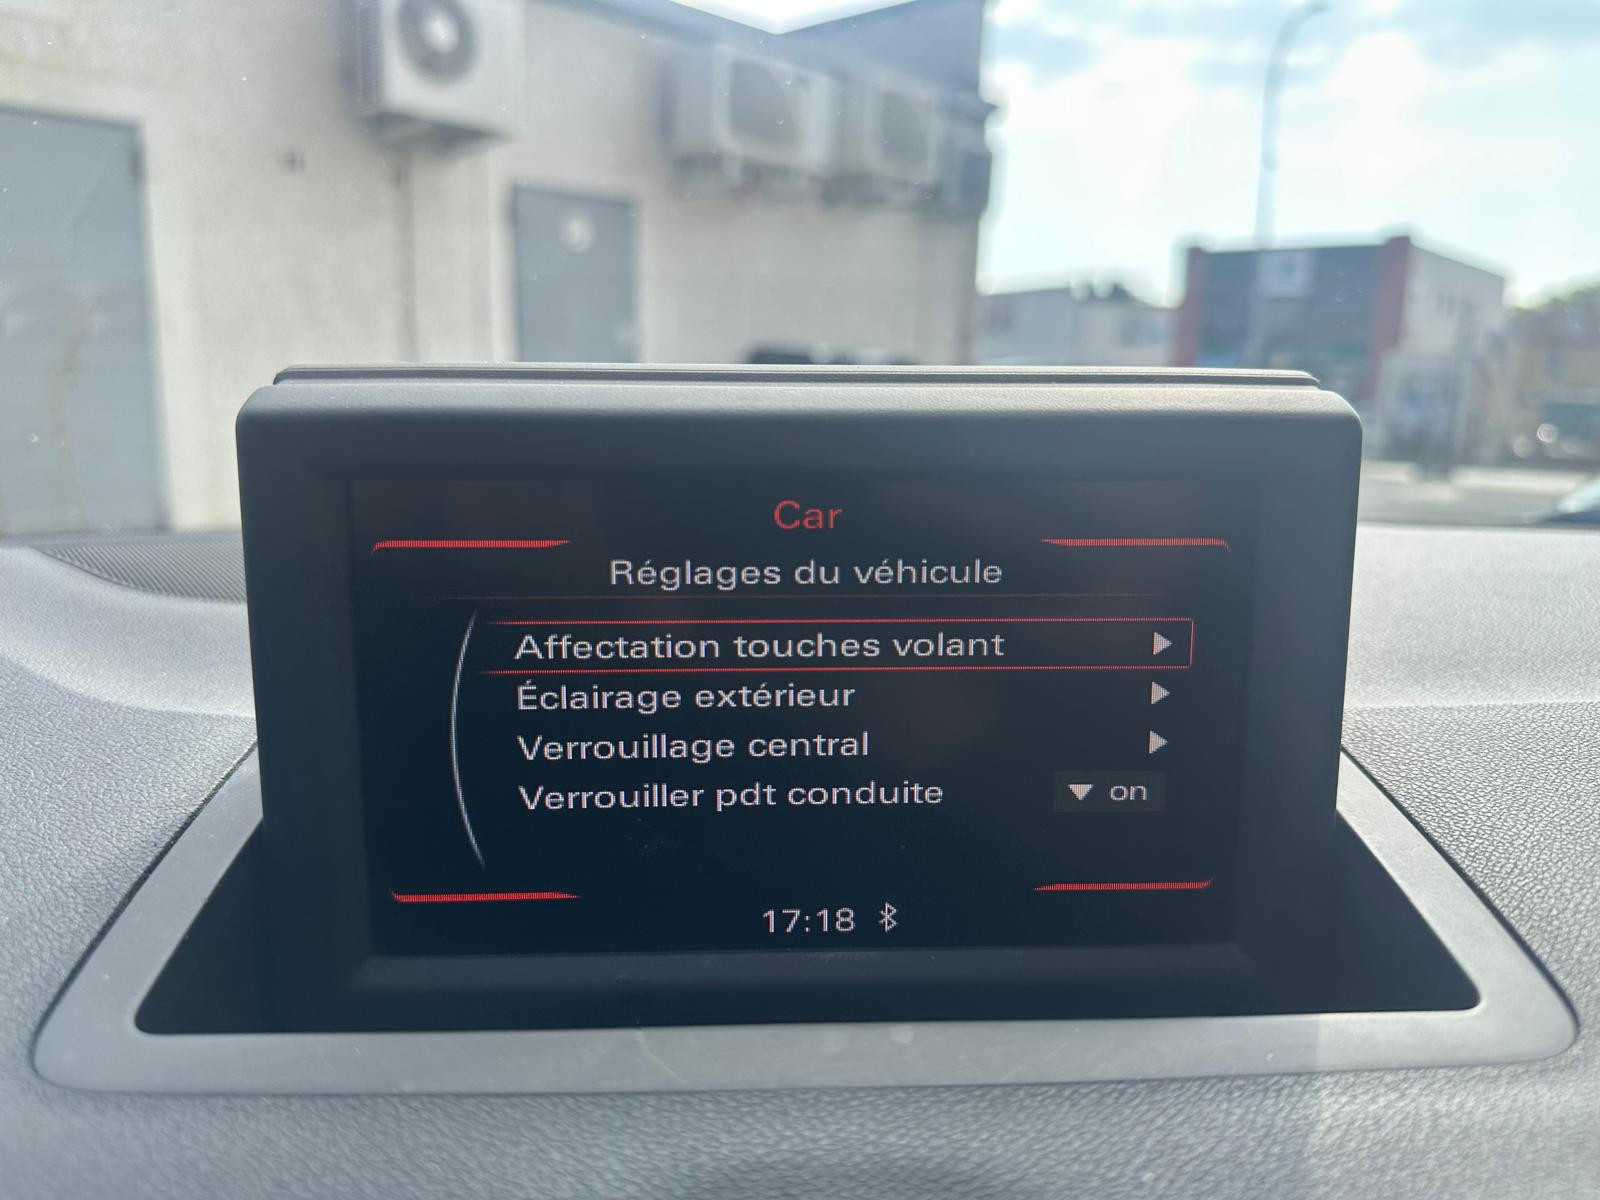 Car
Réglages du véhicule
Affectation touches volant
Éclairage extérieur
Verrouillage central
Verrouiller pdt conduite on
17:18